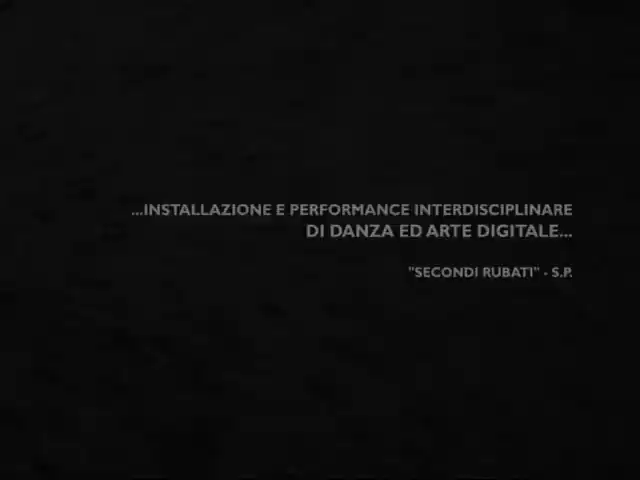 ...INSTALLAZIONE E PERFORMANCE INTERDISCIPLINARE
DI DANZA ED ARTE DIGITALE...
"SECONDI RUBATI" - S.P.